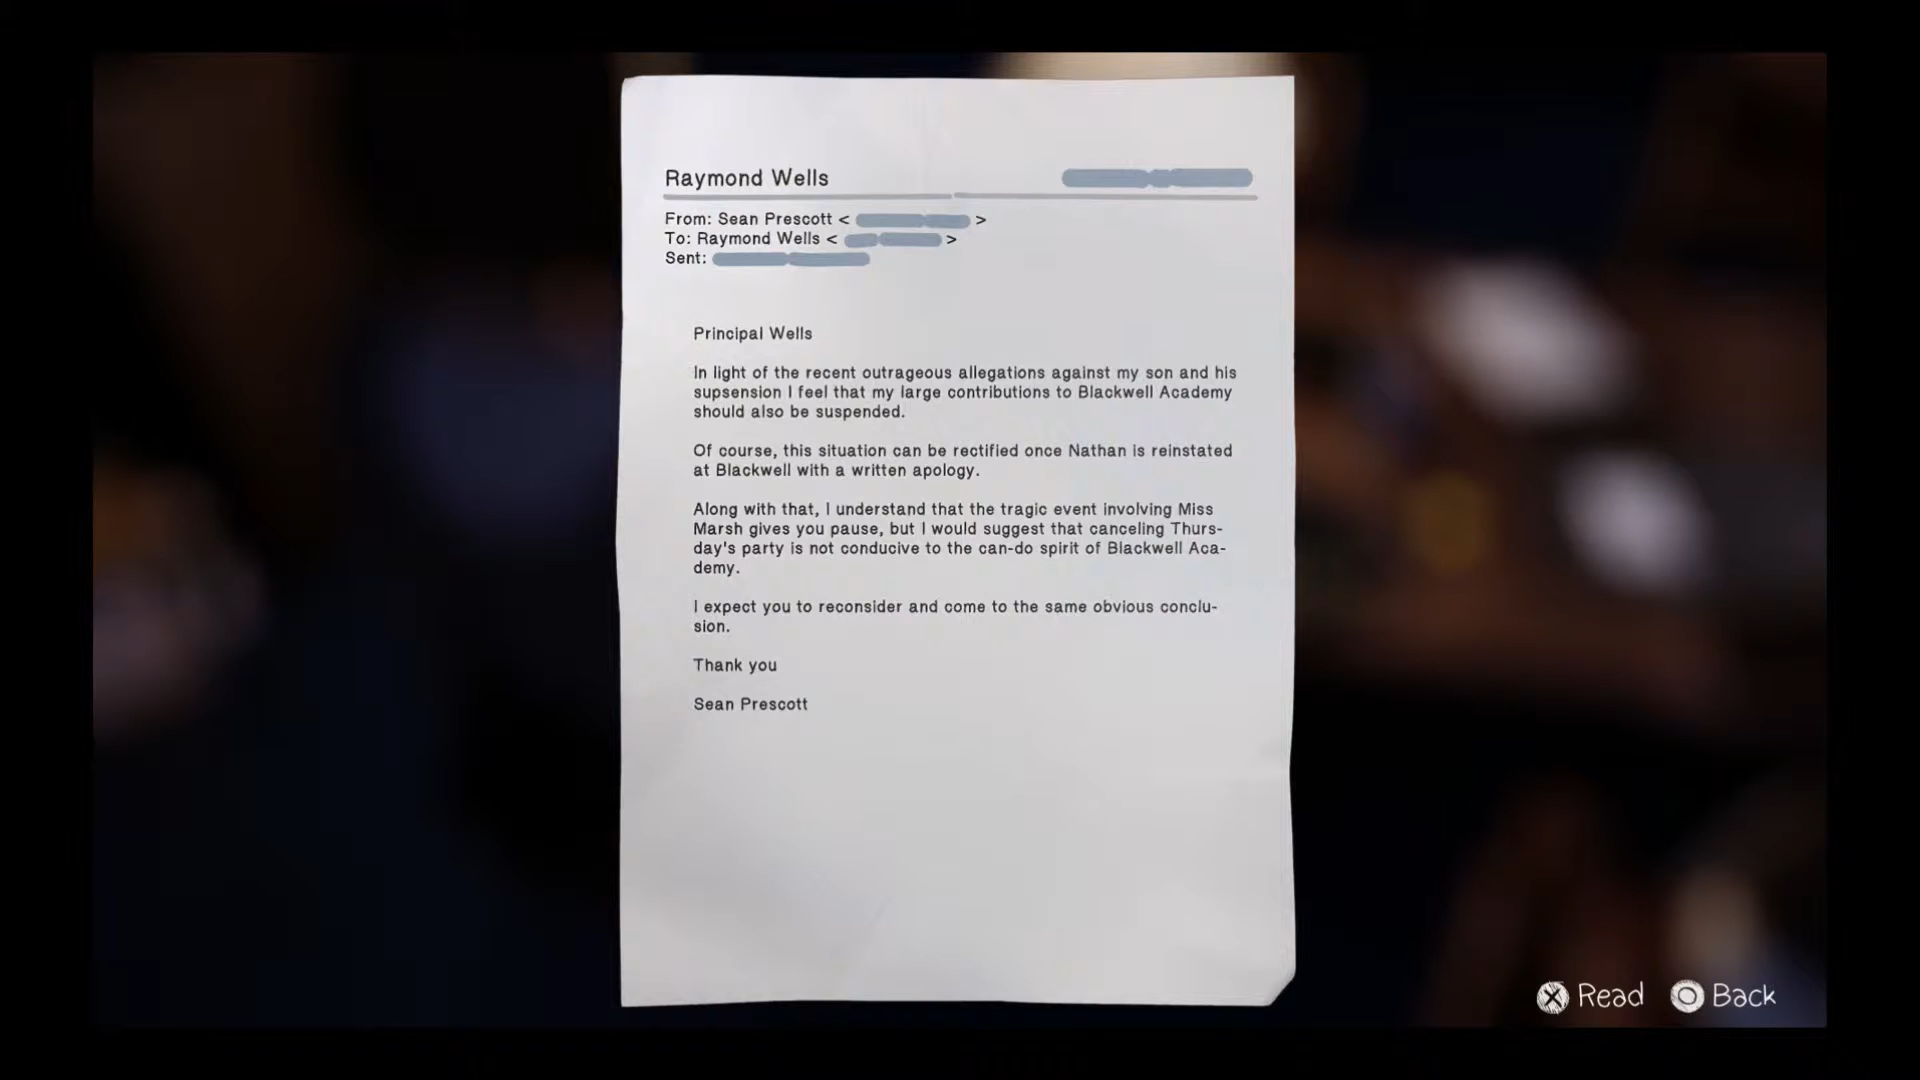 Raymond Wells
From: Sean Prescott < >
To: Raymond Wells < >
Sent:
Principal Wells
In light of the recent outrageous allegations against my son and his
supsension I feel that my large contributions to Blackwell Academy
should also be suspended.
Of course, this situation can be rectified once Nathan is reinstated
at Blackwell with a written apology.
Along with that, I understand that the tragic event involving Miss
Marsh gives you pause, but I would suggest that canceling Thurs-
day's party is not conducive to the can-do spirit of Blackwell Aca-
demy.
I expect you to reconsider and come to the same obvious conclu-
sion.
Thank you
Sean Prescott
Read Back